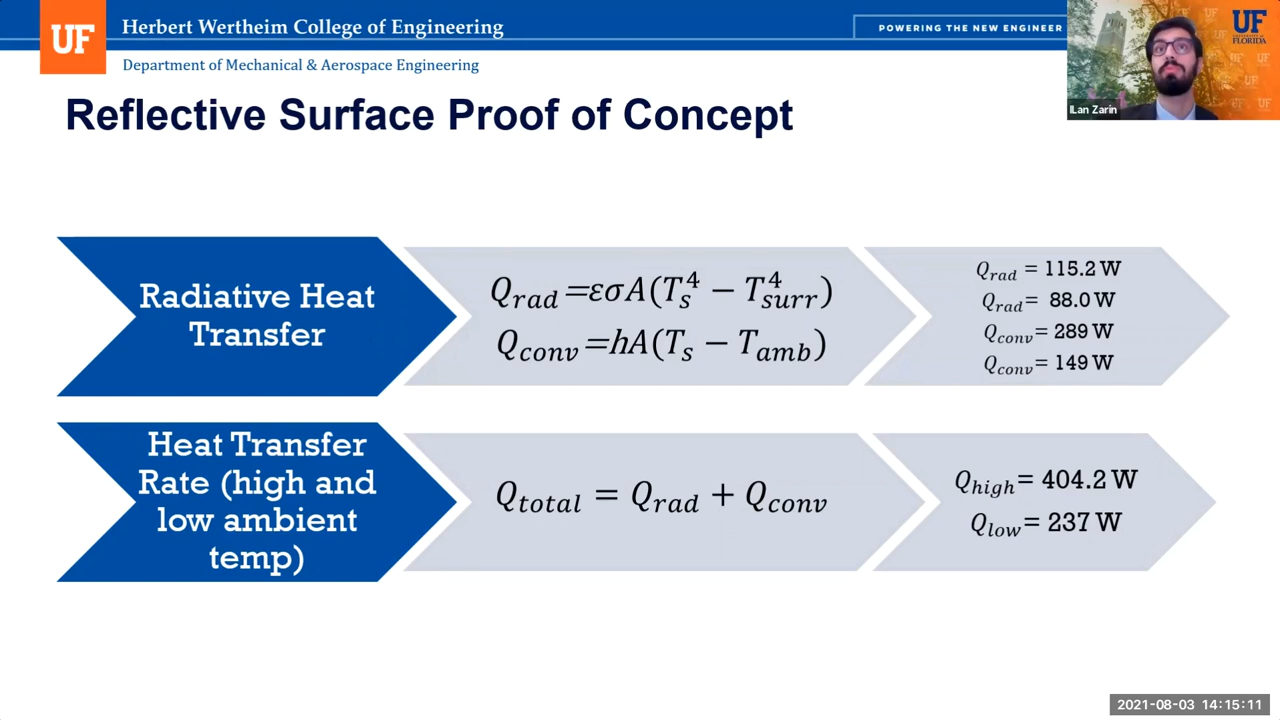 UF
Herbert Wertheim College of Engineering
POWERING THE NEW ENGINEER
UF
UNIVERSITY of
FLORIDA
Department of Mechanical & Aerospace Engineering
ILan Zarin
Reflective Surface Proof of Concept
Radiative Heat
Transfer
Q_rad =εσA(T_s^4 − T_surr^4)
Q_conv =hA(T_s − T_amb)
Q_rad = 115.2 W
Q_rad = 88.0 W
Q_conv = 289 W
Q_conv = 149 W
Heat Transfer
Rate (high and
low ambient
temp)
Q_total = Q_rad + Q_conv
Q_high = 404.2 W
Q_low = 237 W
2021-08-03 14:15:11